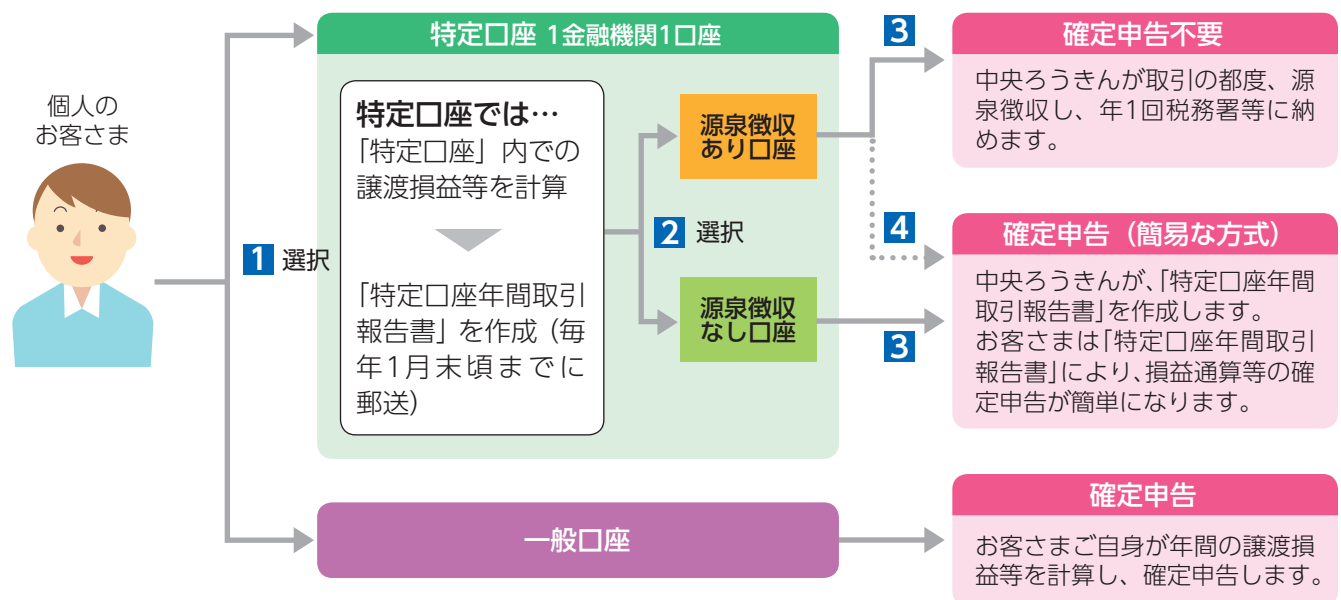 個人の
お客さま
1 選択
特定口座 1金融機関1口座
特定口座では…
「特定口座」内での
譲渡損益等を計算
「特定口座年間取引
報告書」を作成（毎
年1月末頃までに
郵送）
2 選択
源泉徴収
あり口座
源泉徴収
なし口座
3
4
3
確定申告不要
中央ろうきんが取引の都度、源
泉徴収し、年1回税務署等に納
めます。
確定申告（簡易な方式）
中央ろうきんが、「特定口座年間
取引報告書」を作成します。
お客さまは「特定口座年間取引
報告書」により、損益通算等の確
定申告が簡単になります。
一般口座
確定申告
お客さまご自身が年間の譲渡損
益等を計算し、確定申告します。